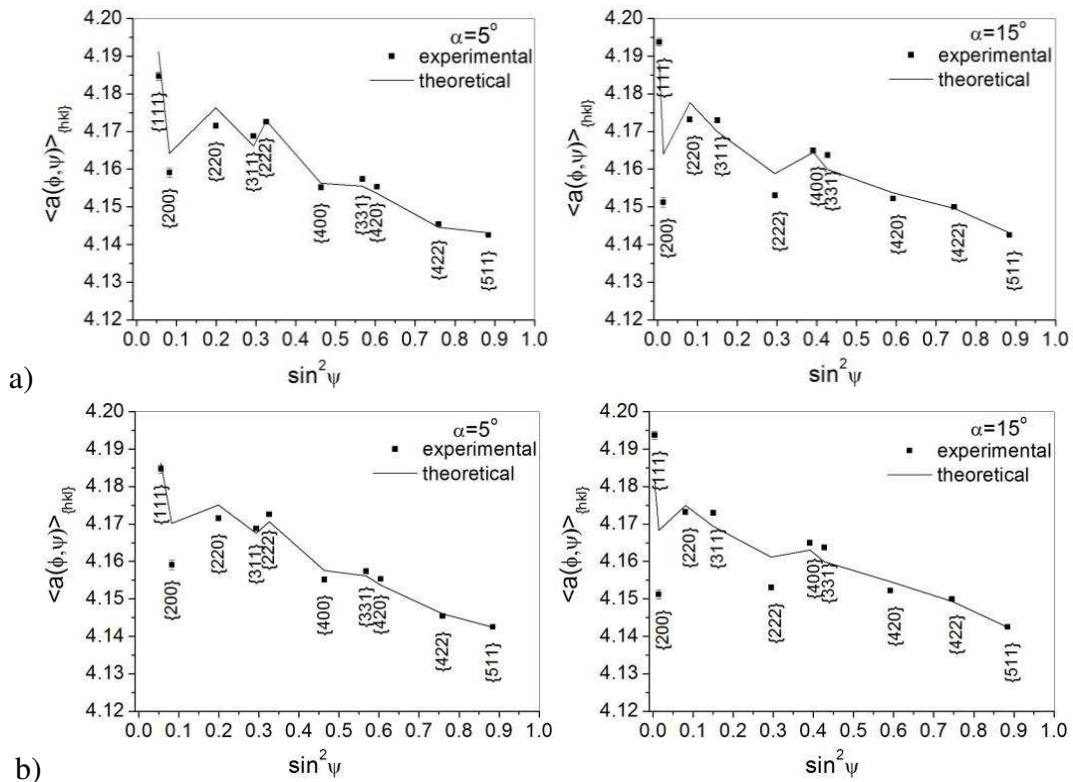 4.20
4.19
4.18
4.17
4.16
4.15
4.14
4.13
4.12
<a(ϕ,ψ)>{hkl}
α=5°
experimental
theoretical
{111}
{200}
{220}
{311}
{222}
{400}
{331}
{420}
{422}
{511}
0.0 0.1 0.2 0.3 0.4 0.5 0.6 0.7 0.8 0.9 1.0
sin²ψ
4.20
4.19
4.18
4.17
4.16
4.15
4.14
4.13
4.12
<a(ϕ,ψ)>{hkl}
α=15°
experimental
theoretical
{111}
{200}
{220}
{311}
{222}
{400}
{331}
{420}
{422}
{511}
0.0 0.1 0.2 0.3 0.4 0.5 0.6 0.7 0.8 0.9 1.0
sin²ψ
a)
4.20
4.19
4.18
4.17
4.16
4.15
4.14
4.13
4.12
<a(ϕ,ψ)>{hkl}
α=5°
experimental
theoretical
{111}
{200}
{220}
{311}
{222}
{400}
{331}
{420}
{422}
{511}
0.0 0.1 0.2 0.3 0.4 0.5 0.6 0.7 0.8 0.9 1.0
sin²ψ
4.20
4.19
4.18
4.17
4.16
4.15
4.14
4.13
4.12
<a(ϕ,ψ)>{hkl}
α=15°
experimental
theoretical
{111}
{200}
{220}
{311}
{222}
{400}
{331}
{420}
{422}
{511}
0.0 0.1 0.2 0.3 0.4 0.5 0.6 0.7 0.8 0.9 1.0
sin²ψ
b)